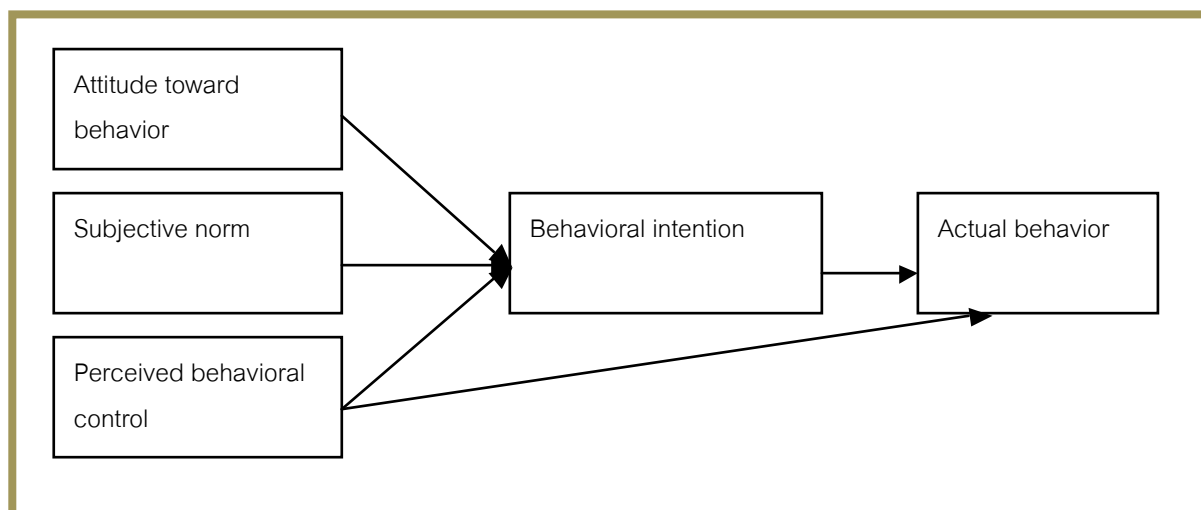 Attitude toward
behavior
Subjective norm
Behavioral intention
Actual behavior
Perceived behavioral
control